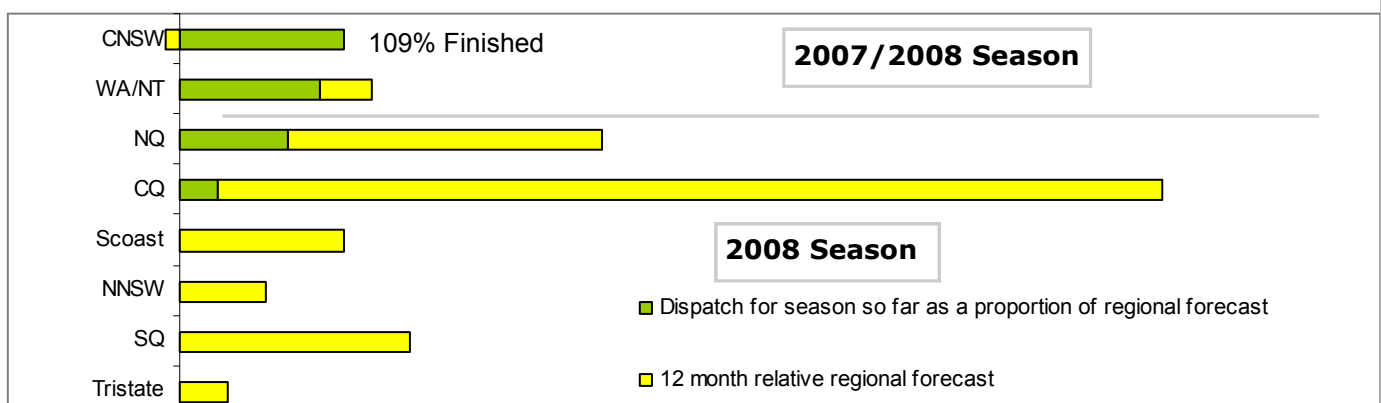 CNSW
109% Finished
2007/2008 Season
WA/NT
NQ
CQ
Scoast
2008 Season
NNSW
Dispatch for season so far as a proportion of regional forecast
SQ
12 month relative regional forecast
Tristate